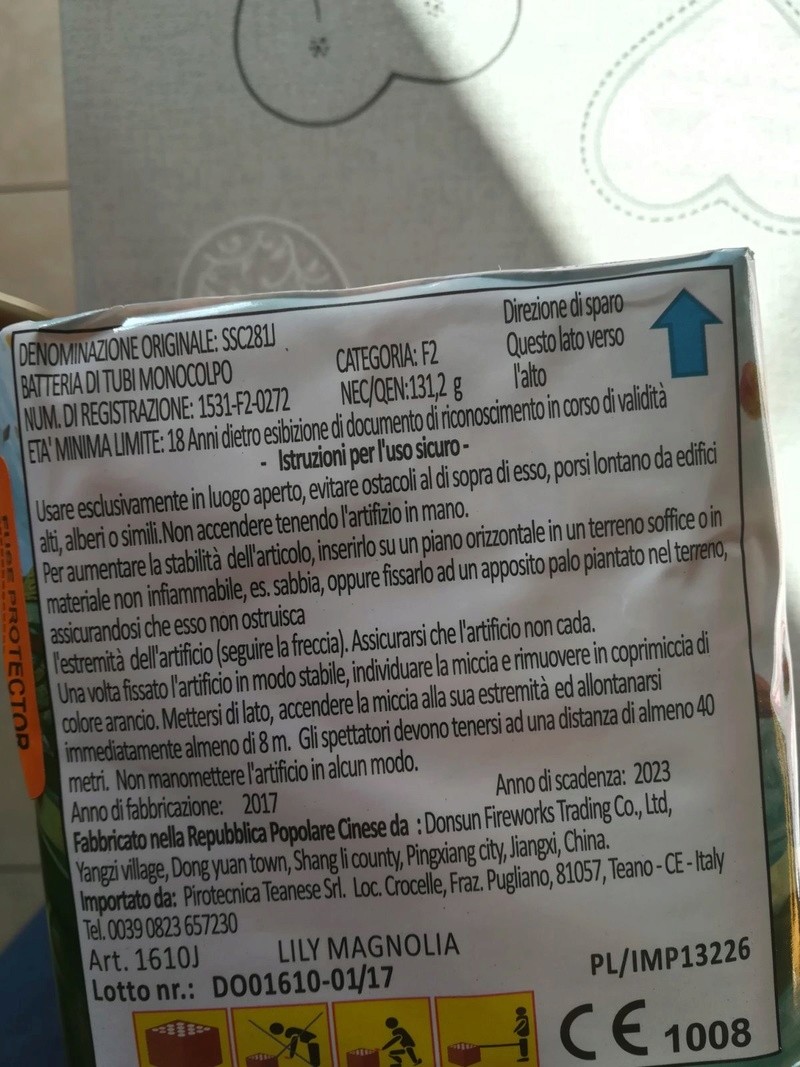 DENOMINAZIONE ORIGINALE: SSC281J
BATTERIA DI TUBI MONOCOLPO
NUM. DI REGISTRAZIONE: 1531-F2-0272
CATEGORIA: F2
NEC/QEN:131,2 g
Direzione di sparo
Questo lato verso
l'alto
ETA' MINIMA LIMITE: 18 Anni dietro esibizione di documento di riconoscimento in corso di validità
- Istruzioni per l'uso sicuro -
Usare esclusivamente in luogo aperto, evitare ostacoli al di sopra di esso, porsi lontano da edifici
alti, alberi o simili.Non accendere tenendo l'artifizio in mano.
Per aumentare la stabilità dell'articolo, inserirlo su un piano orizzontale in un terreno soffice o in
materiale non infiammabile, es. sabbia, oppure fissarlo ad un apposito palo piantato nel terreno,
assicurandosi che esso non ostruisca
l'estremità dell'artificio (seguire la freccia). Assicurarsi che l'artificio non cada.
Una volta fissato l'artificio in modo stabile, individuare la miccia e rimuovere in coprimiccia di
colore arancio. Mettersi di lato, accendere la miccia alla sua estremità ed allontanarsi
immediatamente almeno di 8 m. Gli spettatori devono tenersi ad una distanza di almeno 40
metri. Non manomettere l'artificio in alcun modo.
Anno di fabbricazione: 2017
Anno di scadenza: 2023
Fabbricato nella Repubblica Popolare Cinese da : Donsun Fireworks Trading Co., Ltd,
Yangzi village, Dong yuan town, Shang li county, Pingxiang city, Jiangxi, China.
Importato da: Pirotecnica Teanese Srl. Loc. Crocelle, Fraz. Pugliano, 81057, Teano - CE - Italy
Tel. 0039 0823 657230
Art. 1610J
LILY MAGNOLIA
PL/IMP13226
Lotto nr.: DO01610-01/17
CE 1008
FUSE PROTECTOR